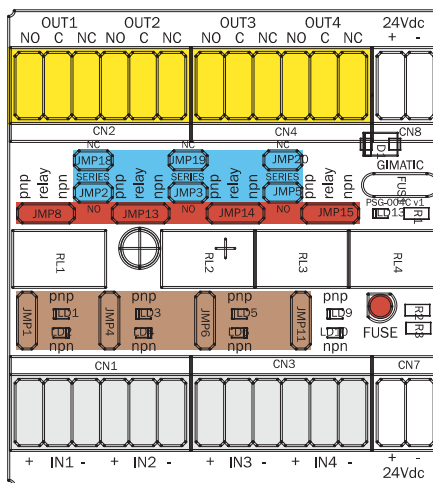 OUT1 OUT2 OUT3 OUT4 24Vdc
NO C NC NO C NC NO C NC NO C NC + -
CN2 CN4 CN8
NC NC NC
JMP18 JMP19 JMP20
D1
GIMATIC
pnp relay npn pnp relay npn pnp relay npn pnp relay npn
SERIES SERIES SERIES
JMP2 JMP3 JMP5
FUSE
PSG-004C v1
NO NO NO
JMP8 JMP13 JMP14 JMP15
LD13 R1
RL1 RL2 RL3 RL4
pnp pnp pnp pnp
JMP1 LD1 JMP4 LD3 JMP6 LD5 JMP11 LD9
R2
LD10
R3
npn npn npn npn
FUSE
CN1 CN3 CN7
+ IN1 - + IN2 - + IN3 - + IN4 - + -
24Vdc